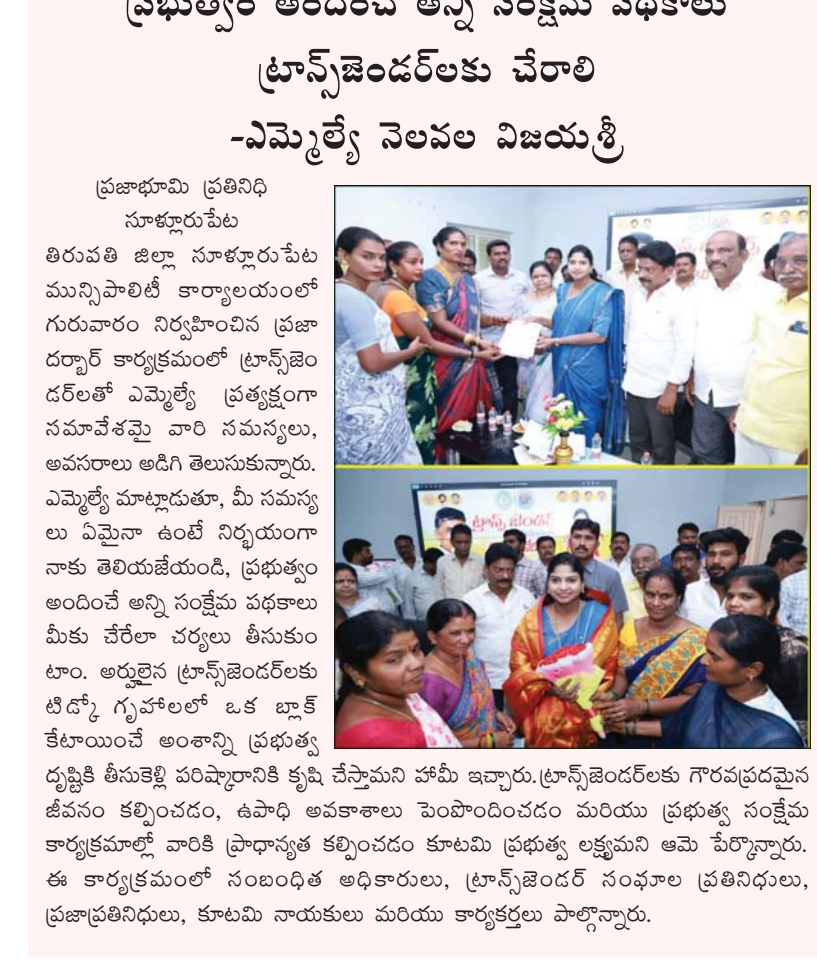 ప్రభుత్వం అందించే అన్ని సంక్షేమ పథకాలు
ట్రాన్స్‌జెండర్‌లకు చేరాలి
-ఎమ్మెల్యే నెలవల విజయశ్రీ
ప్రజాభూమి ప్రతినిధి
సూళ్లూరుపేట
తిరుపతి జిల్లా సూళ్లూరుపేట
మున్సిపాలిటీ కార్యాలయంలో
గురువారం నిర్వహించిన ప్రజా
దర్బార్ కార్యక్రమంలో ట్రాన్స్‌జెం
డర్‌లతో ఎమ్మెల్యే ప్రత్యక్షంగా
సమావేశమై వారి సమస్యలు,
అవసరాలు అడిగి తెలుసుకున్నారు.
ఎమ్మెల్యే మాట్లాడుతూ, మీ సమస్య
లు ఏమైనా ఉంటే నిర్భయంగా
నాకు తెలియజేయండి, ప్రభుత్వం
అందించే అన్ని సంక్షేమ పథకాలు
మీకు చేరేలా చర్యలు తీసుకుం
టాం. అర్హులైన ట్రాన్స్‌జెండర్‌లకు
టిడ్కో గృహాలలో ఒక బ్లాక్
కేటాయించే అంశాన్ని ప్రభుత్వ
దృష్టికి తీసుకెళ్లి పరిష్కారానికి కృషి చేస్తామని హామీ ఇచ్చారు.ట్రాన్స్‌జెండర్‌లకు గౌరవప్రదమైన
జీవనం కల్పించడం, ఉపాధి అవకాశాలు పెంపొందించడం మరియు ప్రభుత్వ సంక్షేమ
కార్యక్రమాల్లో వారికి ప్రాధాన్యత కల్పించడం కూటమి ప్రభుత్వ లక్ష్యమని ఆమె పేర్కొన్నారు.
ఈ కార్యక్రమంలో సంబంధిత అధికారులు, ట్రాన్స్‌జెండర్ సంఘాల ప్రతినిధులు,
ప్రజాప్రతినిధులు, కూటమి నాయకులు మరియు కార్యకర్తలు పాల్గొన్నారు.
ట్రాన్స్ జెండర్